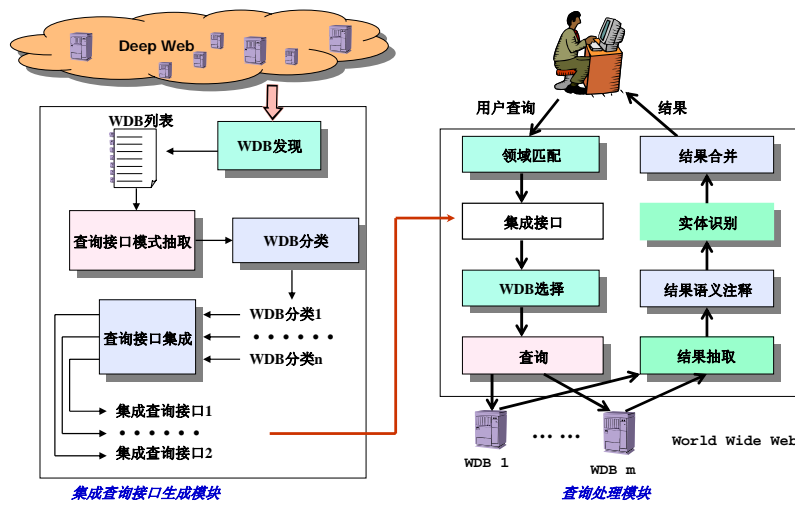 Deep Web
WDB列表
WDB发现
查询接口模式抽取
WDB分类
查询接口集成
WDB分类1
• • • • • •
WDB分类n
集成查询接口1
• • • • • •
集成查询接口2
集成查询接口生成模块
用户查询
结果
领域匹配
集成接口
WDB选择
查询
结果合并
实体识别
结果语义注释
结果抽取
WDB 1
… …
WDB m
World Wide Web
查询处理模块